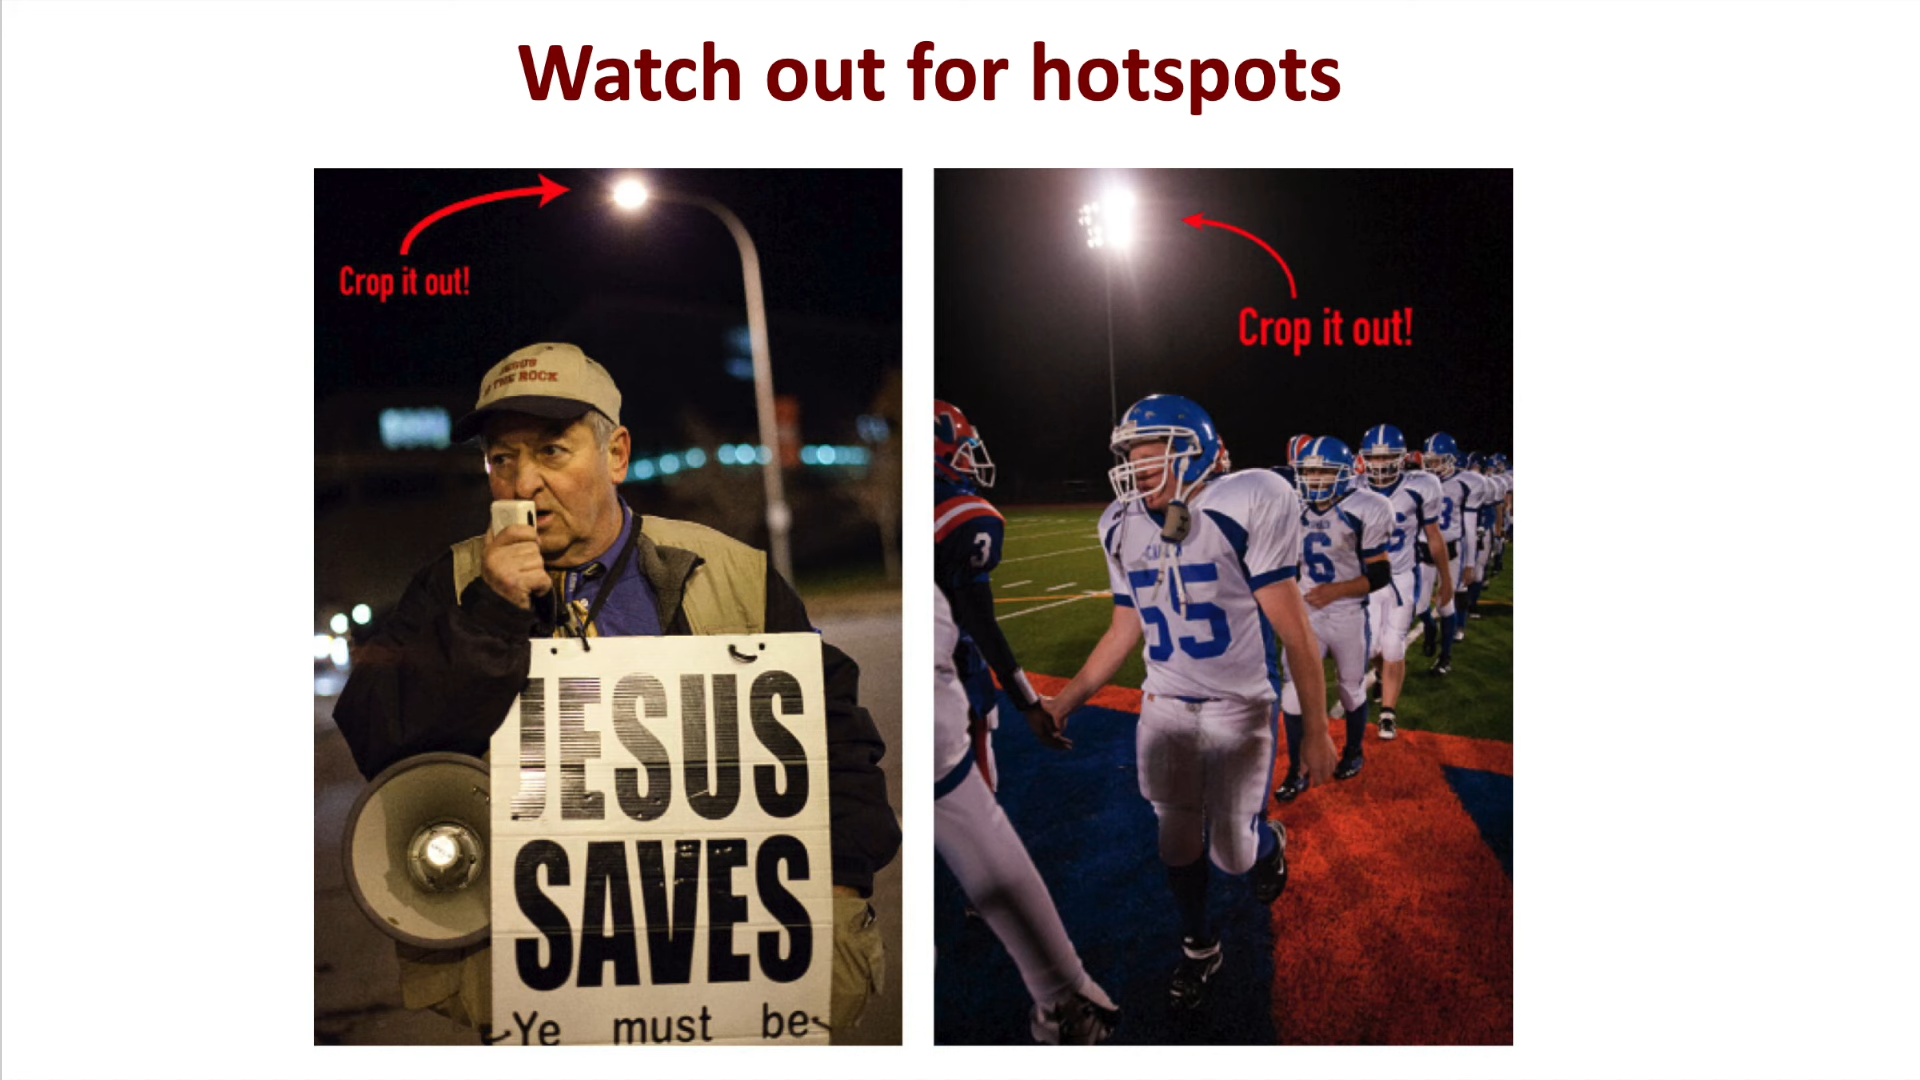 Watch out for hotspots
Crop it out!
JESUS
THE ROCK
JESUS
SAVES
Ye must be
Crop it out!
3
55
6